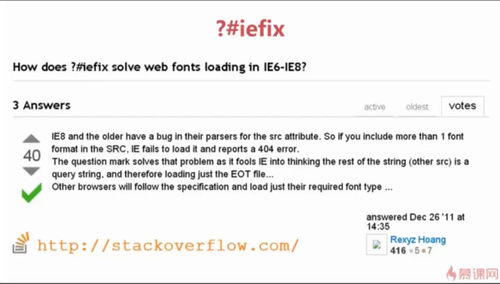 ?#iefix
How does ?#iefix solve web fonts loading in IE6-IE8?
3 Answers
active oldest votes
40
IE8 and the older have a bug in their parsers for the src attribute. So if you include more than 1 font
format in the SRC, IE fails to load it and reports a 404 error.
The question mark solves that problem as it fools IE into thinking the rest of the string (other src) is a
query string, and therefore loading just the EOT file...
Other browsers will follow the specification and load just their required font type ...
answered Dec 26 '11 at
14:35
Rexyz Hoang
416 5 7
http://stackoverflow.com/
慕课网